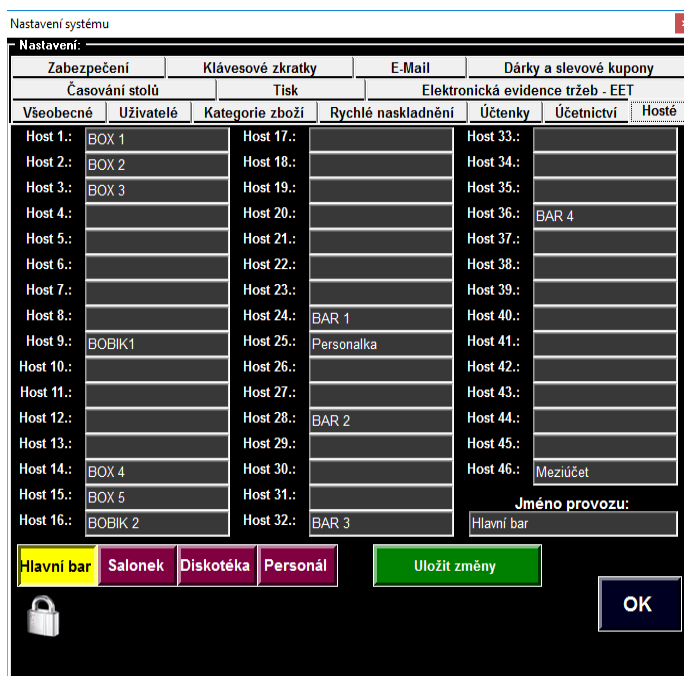 Nastavení systému
Nastavení:
Zabezpečení Klávesové zkratky E-Mail Dárky a slevové kupony
Časování stolů Tisk Elektronická evidence tržeb - EET
Všeobecné Uživatelé Kategorie zboží Rychlé naskladnění Účtenky Účetnictví Hosté
Host 1.: BOX 1 Host 17.: Host 33.:
Host 2.: BOX 2 Host 18.: Host 34.:
Host 3.: BOX 3 Host 19.: Host 35.:
Host 4.: Host 20.: Host 36.: BAR 4
Host 5.: Host 21.: Host 37.:
Host 6.: Host 22.: Host 38.:
Host 7.: Host 23.: Host 39.:
Host 8.: Host 24.: BAR 1 Host 40.:
Host 9.: BOBIK1 Host 25.: Personalka Host 41.:
Host 10.: Host 26.: Host 42.:
Host 11.: Host 27.: Host 43.:
Host 12.: Host 28.: BAR 2 Host 44.:
Host 13.: Host 29.: Host 45.:
Host 14.: BOX 4 Host 30.: Host 46.: Meziúčet
Host 15.: BOX 5 Host 31.: Jméno provozu:
Host 16.: BOBIK 2 Host 32.: BAR 3 Hlavní bar
Hlavní bar Salonek Diskotéka Personál Uložit změny
OK